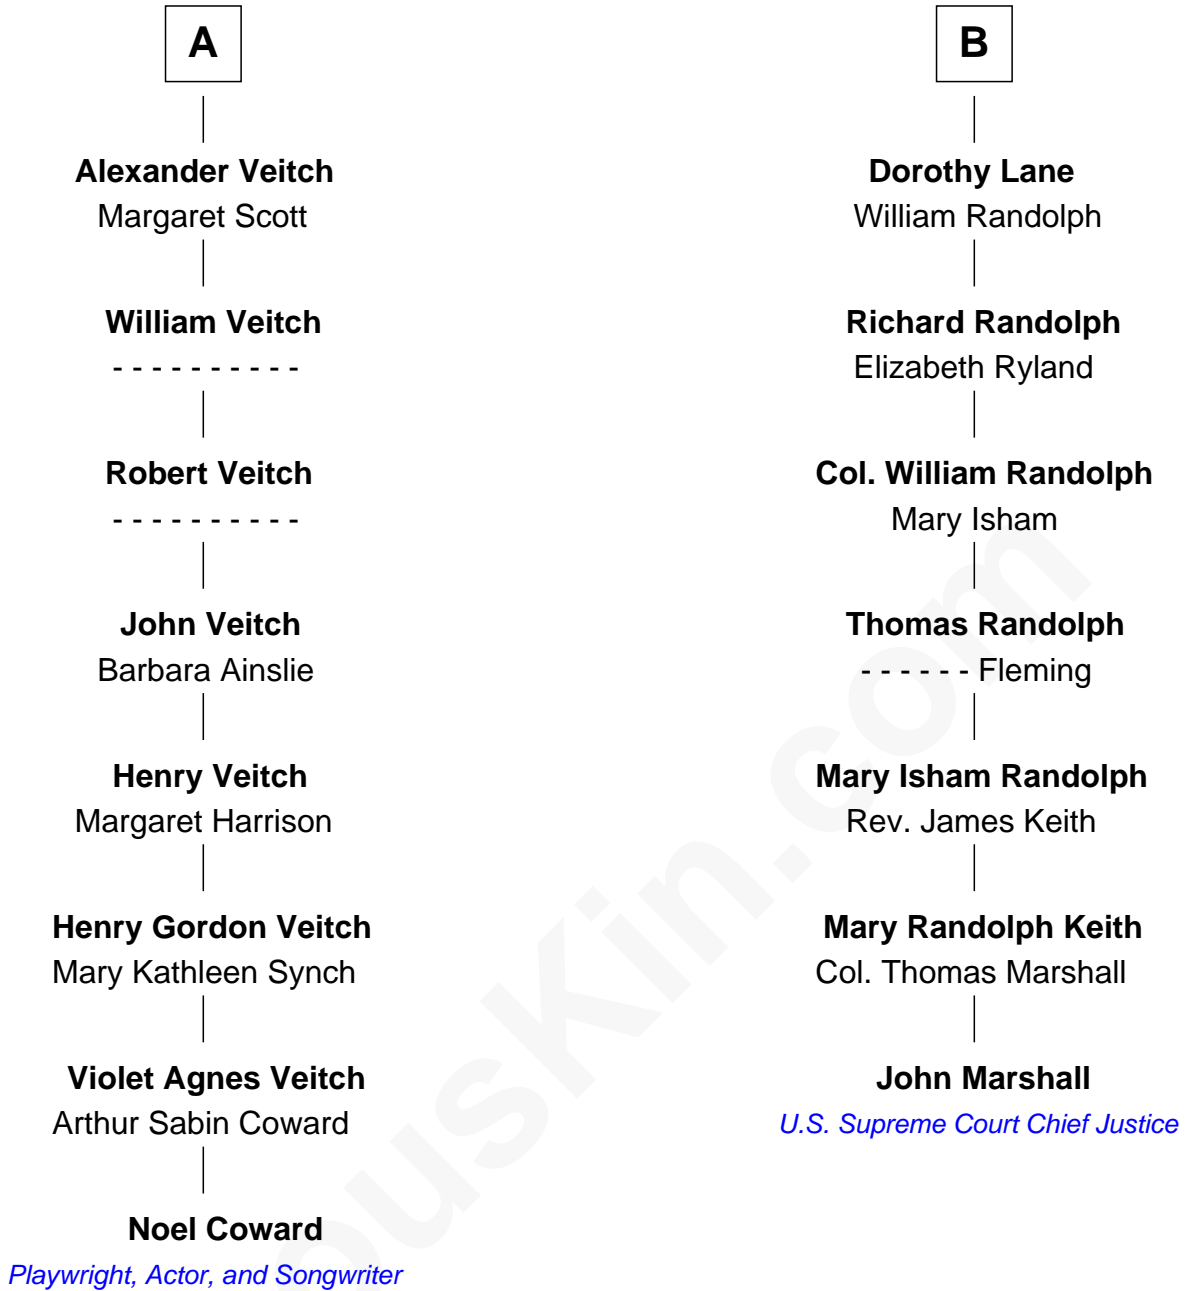 A
Alexander Veitch
Margaret Scott
William Veitch
- - - - - - - - - -
Robert Veitch
- - - - - - - - - -
John Veitch
Barbara Ainslie
Henry Veitch
Margaret Harrison
Henry Gordon Veitch
Mary Kathleen Synch
Violet Agnes Veitch
Arthur Sabin Coward
Noel Coward
Playwright, Actor, and Songwriter
B
Dorothy Lane
William Randolph
Richard Randolph
Elizabeth Ryland
Col. William Randolph
Mary Isham
Thomas Randolph
- - - - - - Fleming
Mary Isham Randolph
Rev. James Keith
Mary Randolph Keith
Col. Thomas Marshall
John Marshall
U.S. Supreme Court Chief Justice
ousKin.com